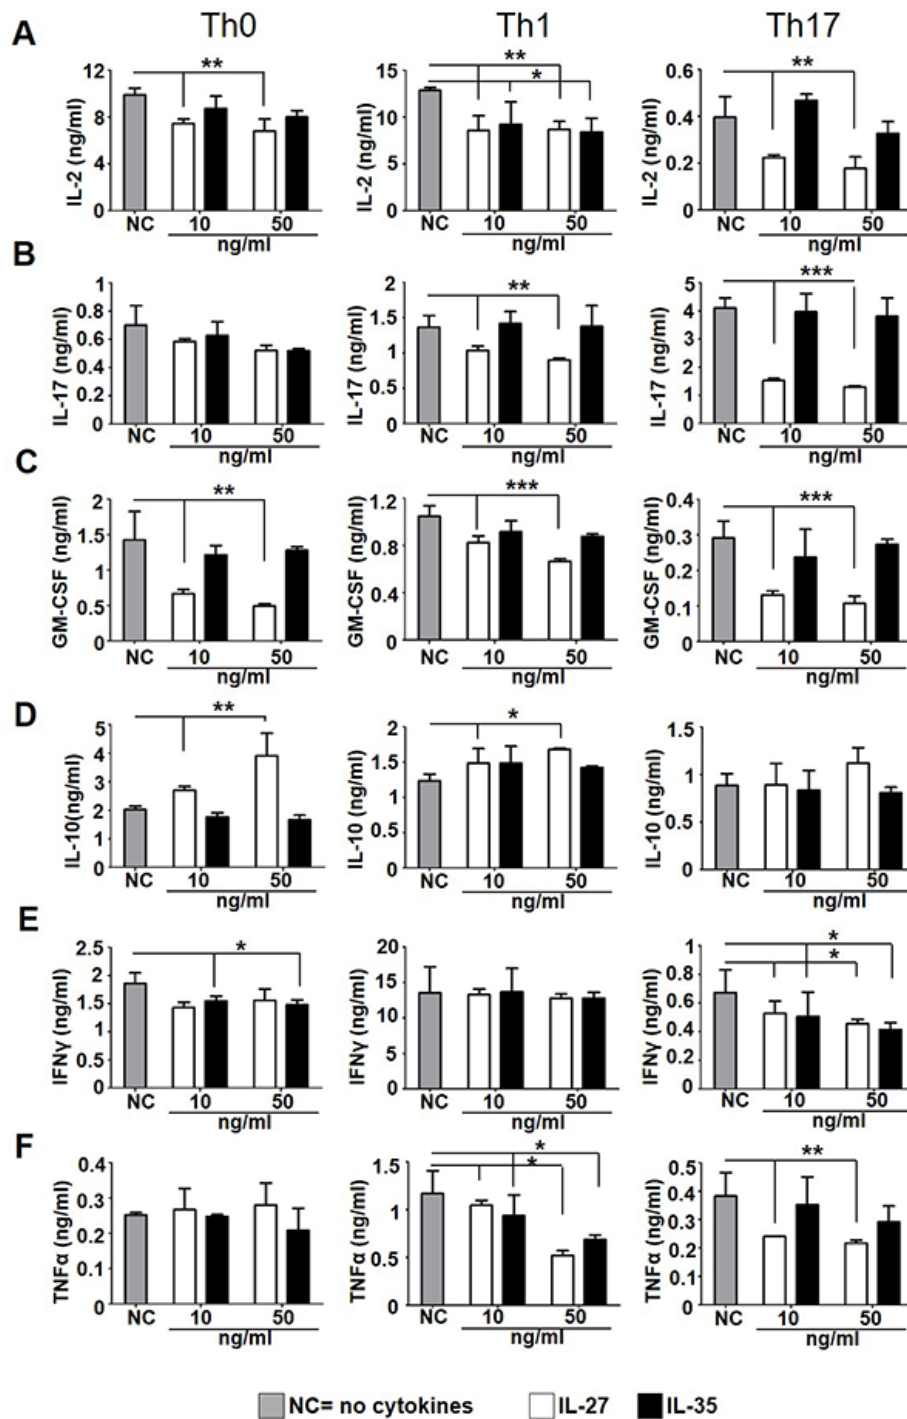 Th0 Th1 Th17
A
IL-2 (ng/ml)
12
8
4
0
**
NC 10 50
ng/ml
IL-2 (ng/ml)
15
10
5
0
**
*
NC 10 50
ng/ml
IL-2 (ng/ml)
0.6
0.4
0.2
0
**
NC 10 50
ng/ml
B
IL-17 (ng/ml)
1
0.8
0.6
0.4
0.2
0
NC 10 50
ng/ml
IL-17 (ng/ml)
2
1.5
1
0.5
0
**
NC 10 50
ng/ml
IL-17 (ng/ml)
5
4
3
2
1
0
***
NC 10 50
ng/ml
C
GM-CSF (ng/ml)
2
1.5
1
0.5
0
**
NC 10 50
ng/ml
GM-CSF (ng/ml)
1.2
0.8
0.4
0
***
NC 10 50
ng/ml
GM-CSF (ng/ml)
0.4
0.3
0.2
0.1
0
***
NC 10 50
ng/ml
D
IL-10(ng/ml)
5
4
3
2
1
0
**
NC 10 50
ng/ml
IL-10 (ng/ml)
2
1.5
1
0.5
0
*
NC 10 50
ng/ml
IL-10 (ng/ml)
1.5
1
0.5
0
NC 10 50
ng/ml
E
IFNγ (ng/ml)
2.5
2
1.5
1
0.5
0
*
NC 10 50
ng/ml
IFNγ (ng/ml)
20
15
10
5
0
NC 10 50
ng/ml
IFNγ (ng/ml)
1
0.8
0.6
0.4
0.2
0
*
*
NC 10 50
ng/ml
F
TNFα (ng/ml)
0.4
0.3
0.2
0.1
0
NC 10 50
ng/ml
TNFα (ng/ml)
1.5
1
0.5
0
*
*
NC 10 50
ng/ml
TNFα (ng/ml)
0.5
0.4
0.3
0.2
0.1
0
**
NC 10 50
ng/ml
NC= no cytokines IL-27 IL-35